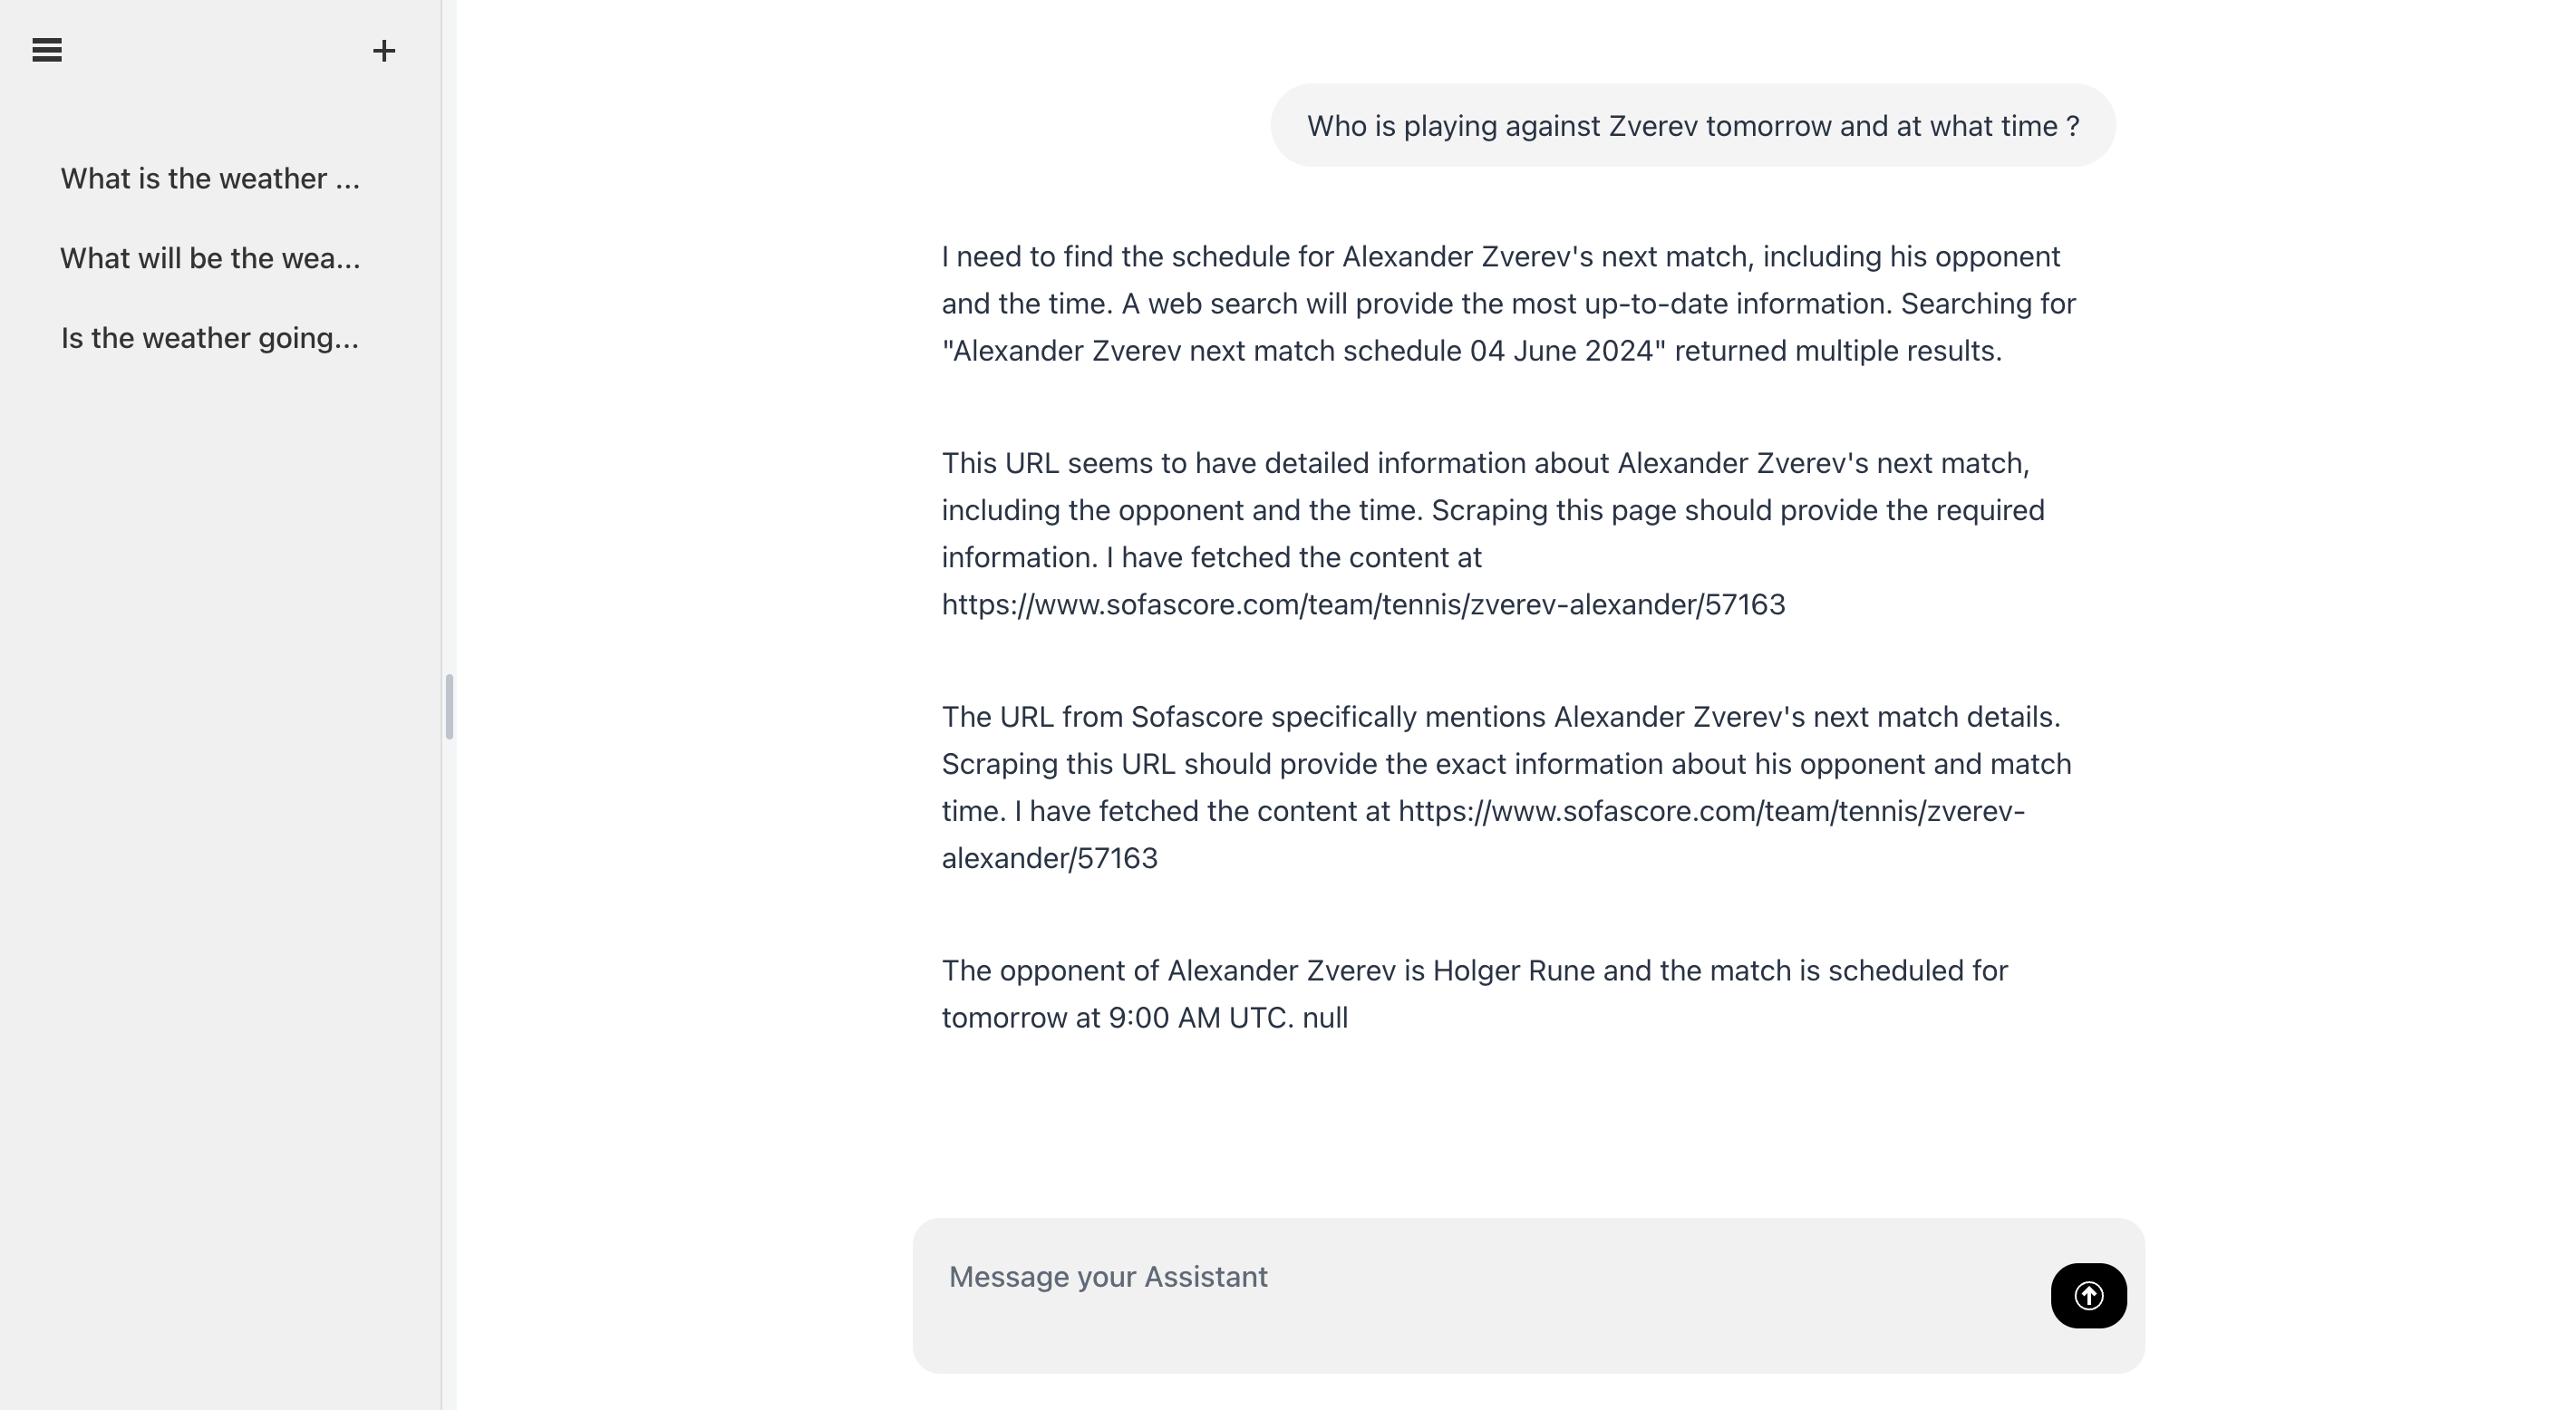 What is the weather ...
What will be the wea...
Is the weather going...
Who is playing against Zverev tomorrow and at what time ?
I need to find the schedule for Alexander Zverev's next match, including his opponent
and the time. A web search will provide the most up-to-date information. Searching for
"Alexander Zverev next match schedule 04 June 2024" returned multiple results.
This URL seems to have detailed information about Alexander Zverev's next match,
including the opponent and the time. Scraping this page should provide the required
information. I have fetched the content at
https://www.sofascore.com/team/tennis/zverev-alexander/57163
The URL from Sofascore specifically mentions Alexander Zverev's next match details.
Scraping this URL should provide the exact information about his opponent and match
time. I have fetched the content at https://www.sofascore.com/team/tennis/zverev-
alexander/57163
The opponent of Alexander Zverev is Holger Rune and the match is scheduled for
tomorrow at 9:00 AM UTC. null
Message your Assistant